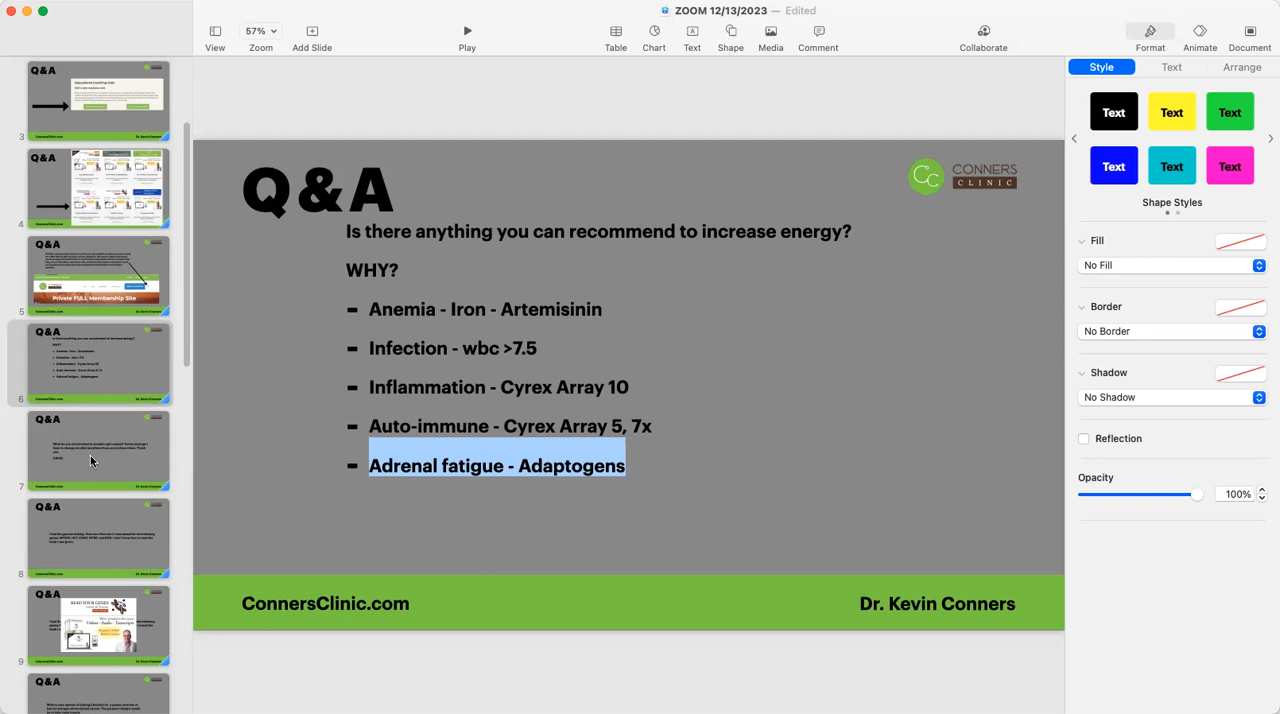 ZOOM 12/13/2023 — Edited
57%
View
Zoom
Add Slide
Play
Table
Chart
Text
Shape
Media
Comment
Collaborate
Format
Animate
Document
Q&A
3
Q&A
4
Q&A
Private FULL Membership Site
5
Q&A
6
Q&A
7
Q&A
8
Q&A
READ YOUR GENES
9
Q&A
Q&A
CC CONNERS
CLINIC
Is there anything you can recommend to increase energy?
WHY?
- Anemia - Iron - Artemisinin
- Infection - wbc >7.5
- Inflammation - Cyrex Array 10
- Auto-immune - Cyrex Array 5, 7x
- Adrenal fatigue - Adaptogens
ConnersClinic.com
Dr. Kevin Conners
Style
Text
Arrange
Text Text Text
Text Text Text
Shape Styles
Fill
No Fill
Border
No Border
Shadow
No Shadow
Reflection
Opacity
100%